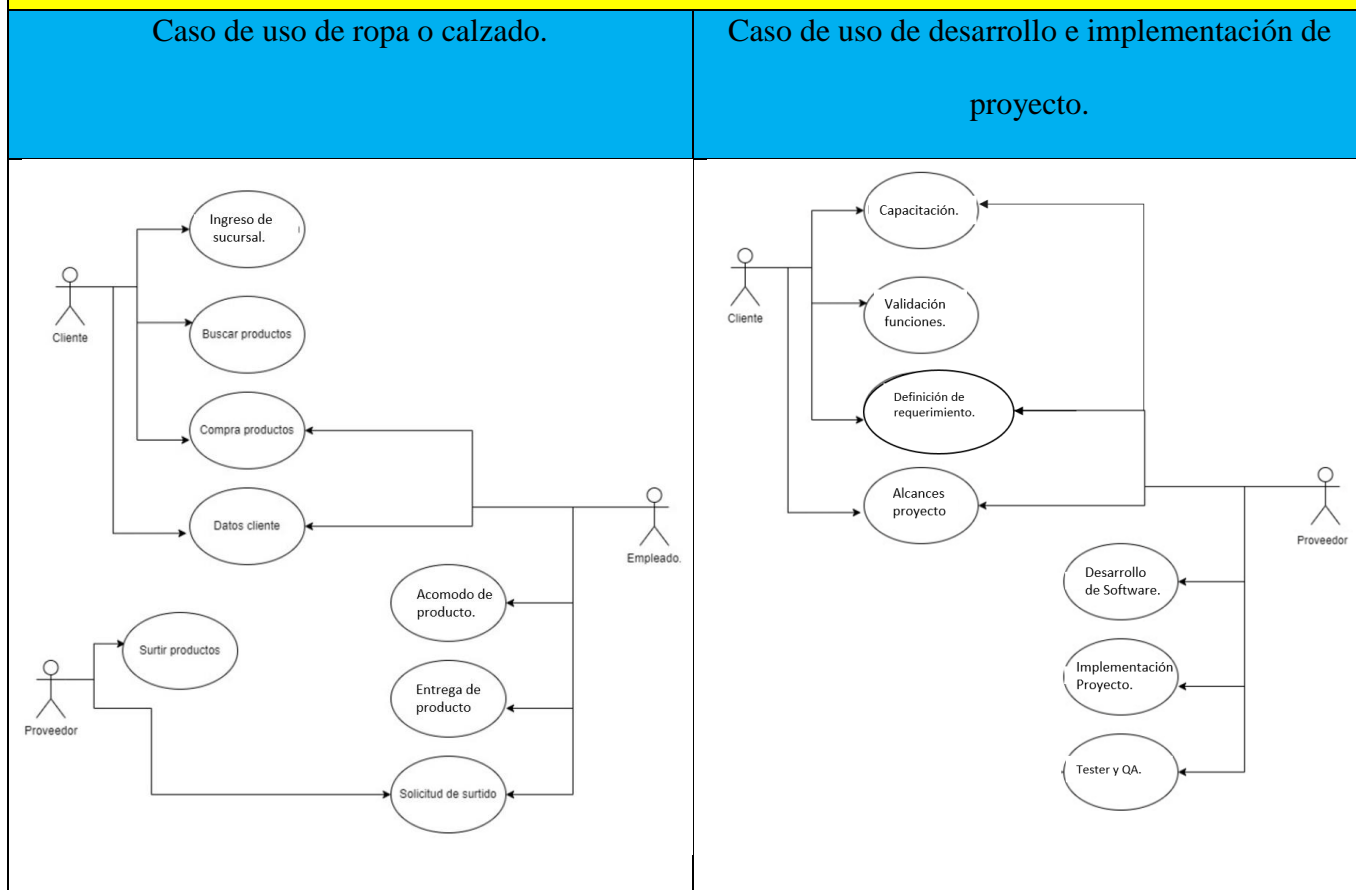 Caso de uso de ropa o calzado.
Caso de uso de desarrollo e implementación de
proyecto.
Ingreso de
sucursal.
Cliente
Buscar productos
Compra productos
Datos cliente
Empleado.
Acomodo de
producto.
Surtir productos
Entrega de
producto
Proveedor
Solicitud de surtido
Capacitación.
Cliente
Validación
funciones.
Definición de
requerimiento.
Alcances
proyecto
Proveedor
Desarrollo
de Software.
Implementación
Proyecto.
Tester y QA.